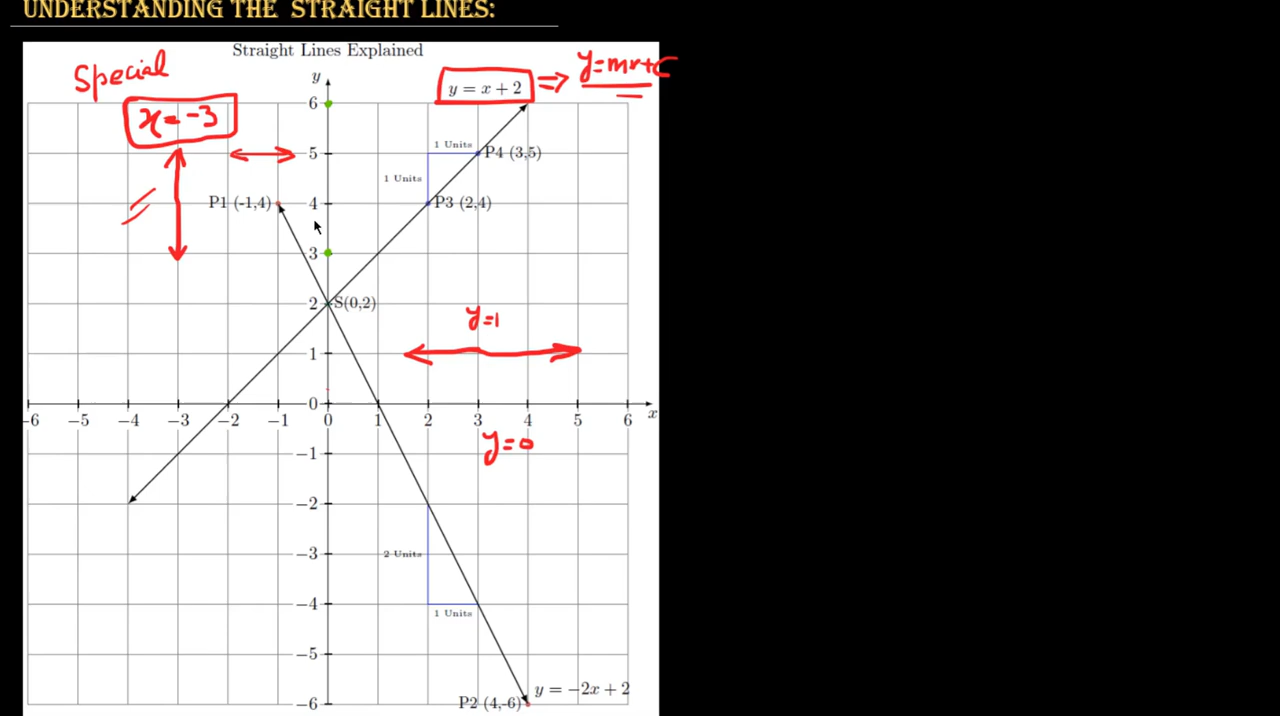 UNDERSTANDING THE STRAIGHT LINES:
Straight Lines Explained
Special
x = -3
y = x + 2
⇒ y=mx+c
y
6
1 Units
5
P4 (3,5)
1 Units
P1 (-1,4)
4
P3 (2,4)
3
2
S(0,2)
y=1
1
0
−6 −5 −4 −3 −2 −1 0 1 2 3 4 5 6 x
y=0
−1
−2
−3
2 Units
−4
1 Units
−5
y = −2x + 2
−6
P2 (4,-6)